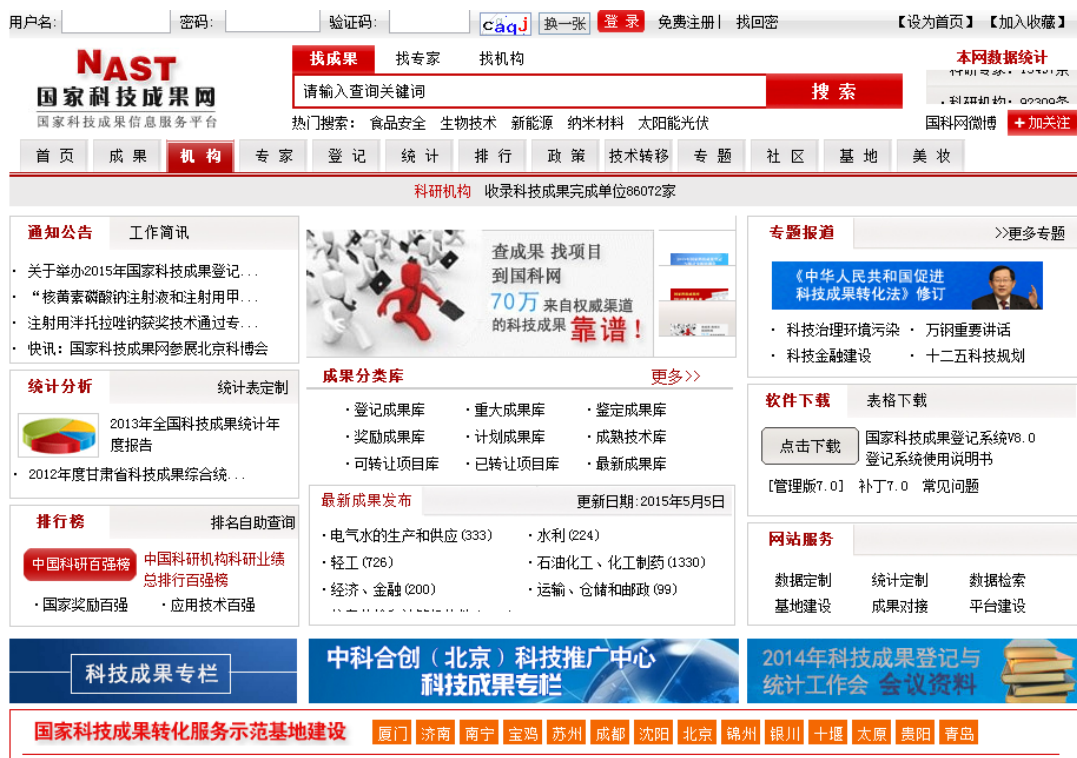 用户名: 密码: 验证码: caqJ 换一张 登 录 免费注册| 找回密 【设为首页】 【加入收藏】
NAST
国家科技成果网
国家科技成果信息服务平台
找成果 找专家 找机构
请输入查询关键词 搜 索
热门搜索: 食品安全 生物技术 新能源 纳米材料 太阳能光伏
本网数据统计
· 科研机构: 92309条
国科网微博 +加关注
首 页 成 果 机 构 专 家 登 记 统 计 排 行 政 策 技术转移 专 题 社 区 基 地 美 妆
科研机构 收录科技成果完成单位86072家
通知公告 工作简讯
· 关于举办2015年国家科技成果登记...
· “核黄素磷酸钠注射液和注射用甲...
· 注射用泮托拉唑钠获奖技术通过专...
· 快讯：国家科技成果网参展北京科博会
统计分析 统计表定制
2013年全国科技成果统计年
度报告
· 2012年度甘肃省科技成果综合统...
排行榜 排名自助查询
中国科研百强榜 中国科研机构科研业绩
总排行百强榜
·国家奖励百强 ·应用技术百强
查成果 找项目
到国科网
70万 来自权威渠道
的科技成果 靠谱！
成果分类库 更多>>
·登记成果库 ·重大成果库 ·鉴定成果库
·奖励成果库 ·计划成果库 ·成熟技术库
·可转让项目库 ·已转让项目库 ·最新成果库
最新成果发布 更新日期:2015年5月5日
·电气水的生产和供应(333) ·水利(224)
·轻工(726) ·石油化工、化工制药(1330)
·经济、金融(200) ·运输、仓储和邮政(99)
专题报道 >>更多专题
《中华人民共和国促进
科技成果转化法》修订
· 科技治理环境污染 · 万钢重要讲话
· 科技金融建设 · 十二五科技规划
软件下载 表格下载
点击下载 国家科技成果登记系统V8.0
登记系统使用说明书
[管理版7.0] 补丁7.0 常见问题
网站服务
数据定制 统计定制 数据检索
基地建设 成果对接 平台建设
科技成果专栏
中科合创（北京）科技推广中心
科技成果专栏
2014年科技成果登记与
统计工作会 会议资料
国家科技成果转化服务示范基地建设 厦门 济南 南宁 宝鸡 苏州 成都 沈阳 北京 锦州 银川 十堰 太原 贵阳 青岛